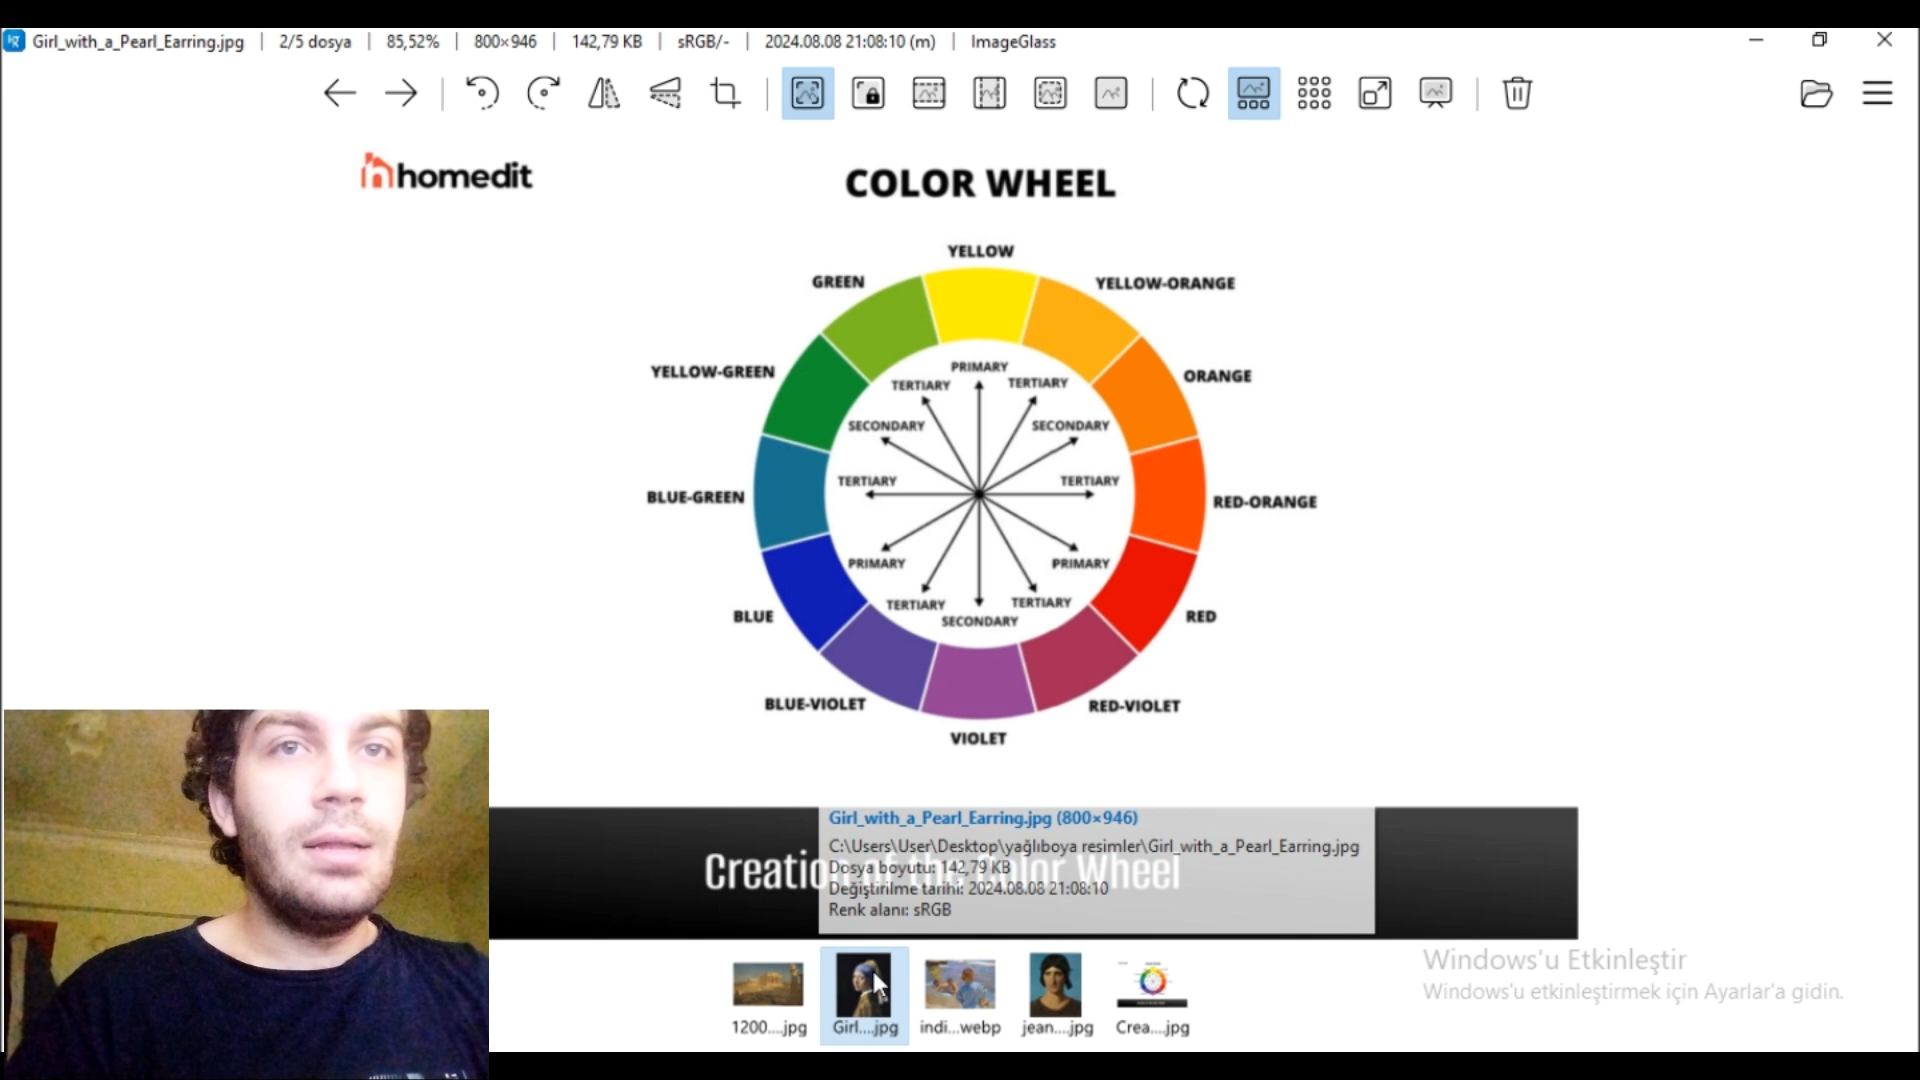 Girl_with_a_Pearl_Earring.jpg | 2/5 dosya | 85,52% | 800×946 | 142,79 KB | sRGB/- | 2024.08.08 21:08:10 (m) | ImageGlass
homedit
COLOR WHEEL
YELLOW
GREEN
YELLOW-ORANGE
YELLOW-GREEN
ORANGE
PRIMARY
TERTIARY
TERTIARY
SECONDARY
SECONDARY
TERTIARY
TERTIARY
BLUE-GREEN
RED-ORANGE
PRIMARY
PRIMARY
TERTIARY
TERTIARY
SECONDARY
BLUE
RED
BLUE-VIOLET
RED-VIOLET
VIOLET
Girl_with_a_Pearl_Earring.jpg (800×946)
C:\Users\User\Desktop\yağlıboya resimler\Girl_with_a_Pearl_Earring.jpg
Dosya boyutu: 142,79 KB
Creation of the Color Wheel
Değiştirilme tarihi: 2024.08.08 21:08:10
Renk alanı: sRGB
1200....jpg
Girl....jpg
indi...webp
jean....jpg
Crea....jpg
Windows'u Etkinleştir
Windows'u etkinleştirmek için Ayarlar'a gidin.